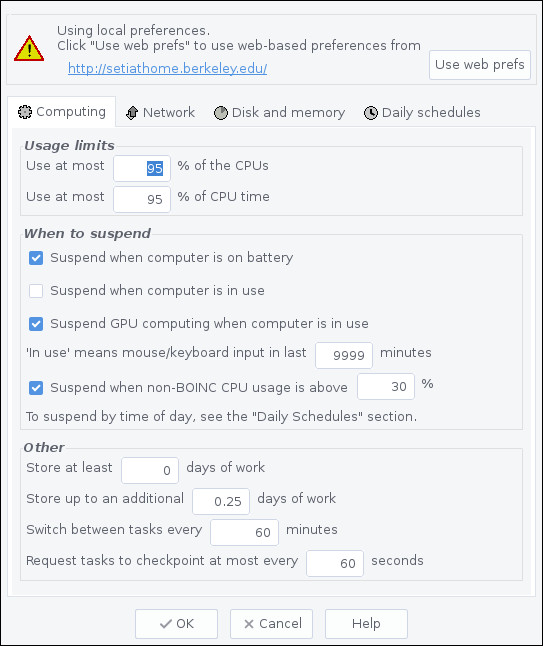 Using local preferences.
Click "Use web prefs" to use web-based preferences from
http://setiathome.berkeley.edu/
Use web prefs
Computing Network Disk and memory Daily schedules
Usage limits
Use at most 95 % of the CPUs
Use at most 95 % of CPU time
When to suspend
Suspend when computer is on battery
Suspend when computer is in use
Suspend GPU computing when computer is in use
'In use' means mouse/keyboard input in last 9999 minutes
Suspend when non-BOINC CPU usage is above 30 %
To suspend by time of day, see the "Daily Schedules" section.
Other
Store at least 0 days of work
Store up to an additional 0.25 days of work
Switch between tasks every 60 minutes
Request tasks to checkpoint at most every 60 seconds
OK Cancel Help